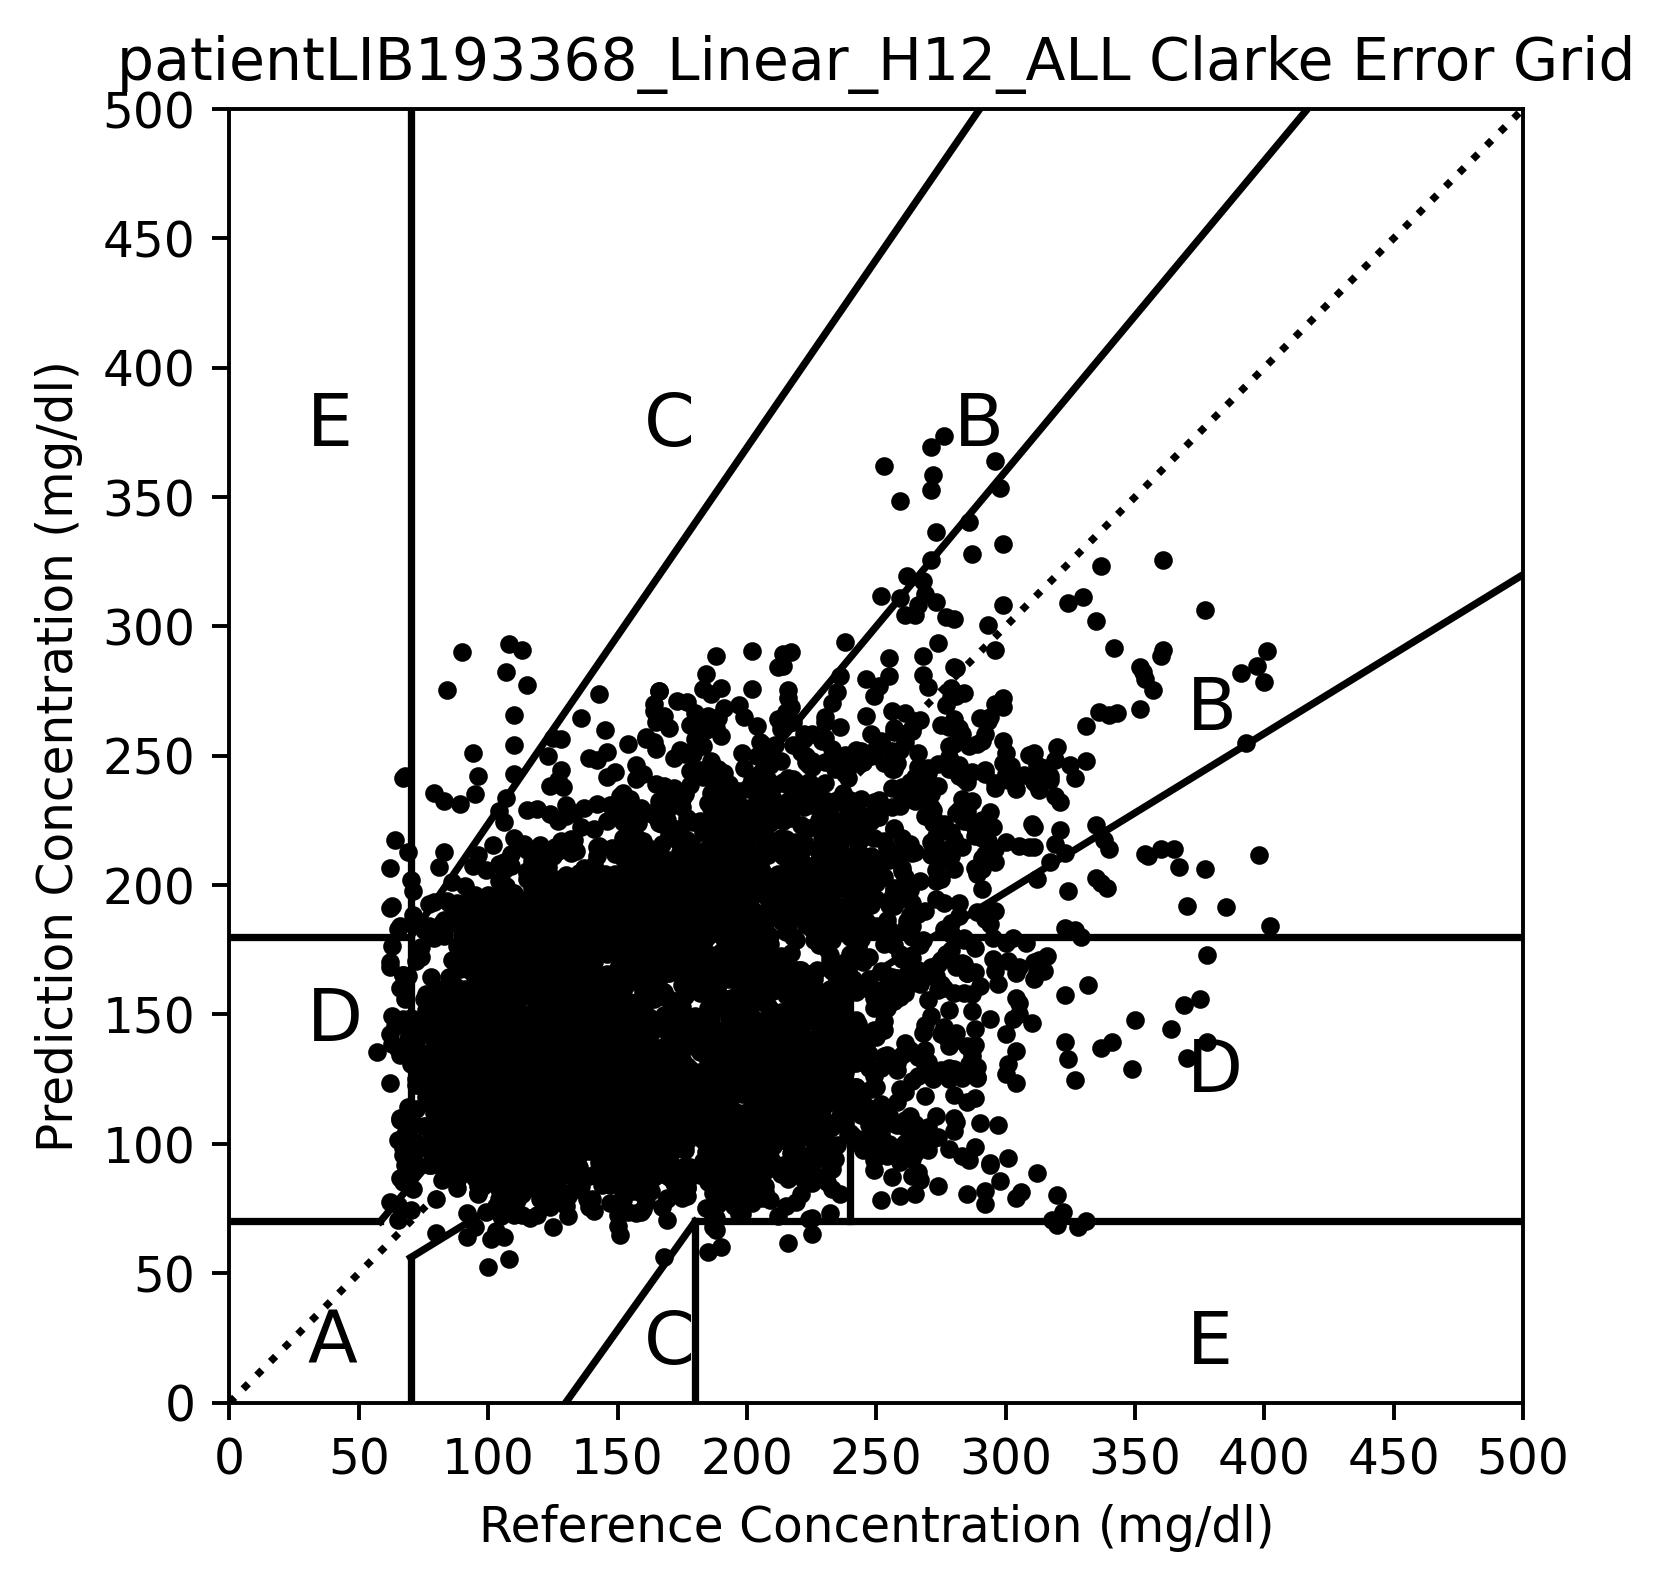 patientLIB193368_Linear_H12_ALL Clarke Error Grid
500
450
400
350
300
250
200
150
100
50
0
Prediction Concentration (mg/dl)
E
C
B
B
D
D
A
C
E
0 50 100 150 200 250 300 350 400 450 500
Reference Concentration (mg/dl)